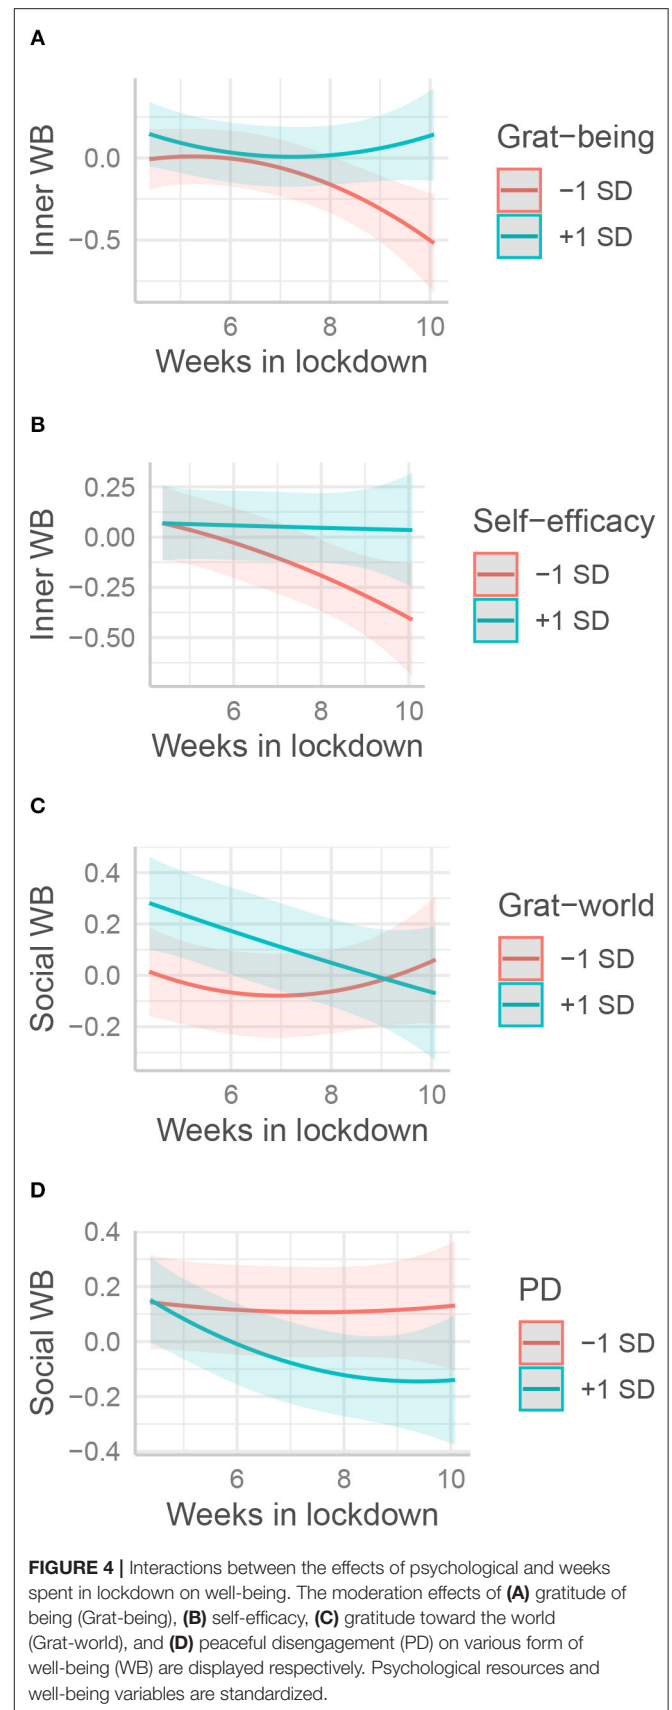 A
Inner WB
0.0
−0.5
6 8 10
Weeks in lockdown
Grat−being
−1 SD
+1 SD
B
Inner WB
0.25
0.00
−0.25
−0.50
6 8 10
Weeks in lockdown
Self−efficacy
−1 SD
+1 SD
C
Social WB
0.4
0.2
0.0
−0.2
6 8 10
Weeks in lockdown
Grat−world
−1 SD
+1 SD
D
Social WB
0.4
0.2
0.0
−0.2
−0.4
6 8 10
Weeks in lockdown
PD
−1 SD
+1 SD
FIGURE 4 | Interactions between the effects of psychological and weeks
spent in lockdown on well-being. The moderation effects of (A) gratitude of
being (Grat-being), (B) self-efficacy, (C) gratitude toward the world
(Grat-world), and (D) peaceful disengagement (PD) on various form of
well-being (WB) are displayed respectively. Psychological resources and
well-being variables are standardized.